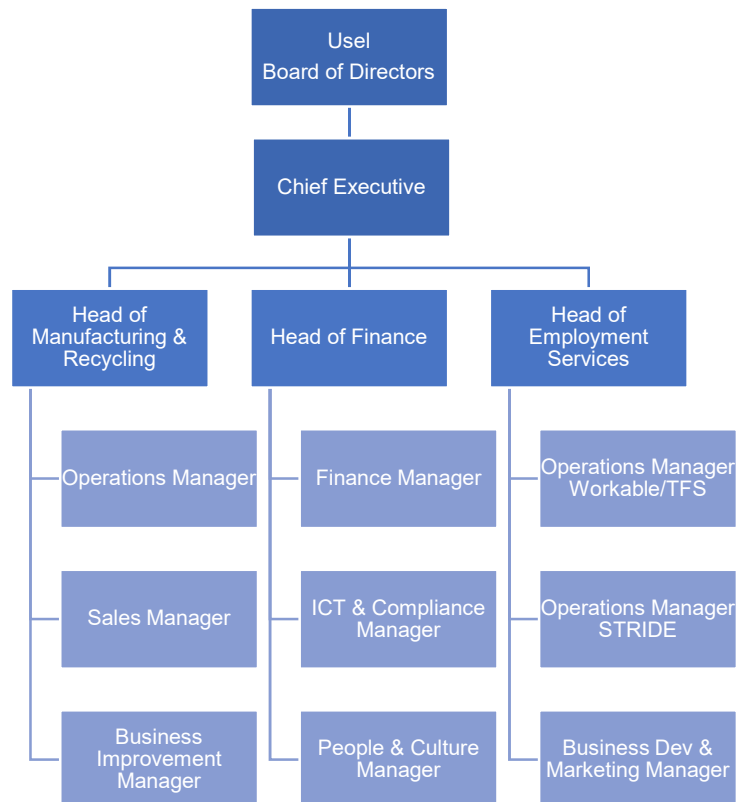 Usel
Board of Directors
Chief Executive
Head of
Manufacturing &
Recycling
Head of Finance
Head of
Employment
Services
Operations Manager
Finance Manager
Operations Manager
Workable/TFS
Sales Manager
ICT & Compliance
Manager
Operations Manager
STRIDE
Business
Improvement
Manager
People & Culture
Manager
Business Dev &
Marketing Manager